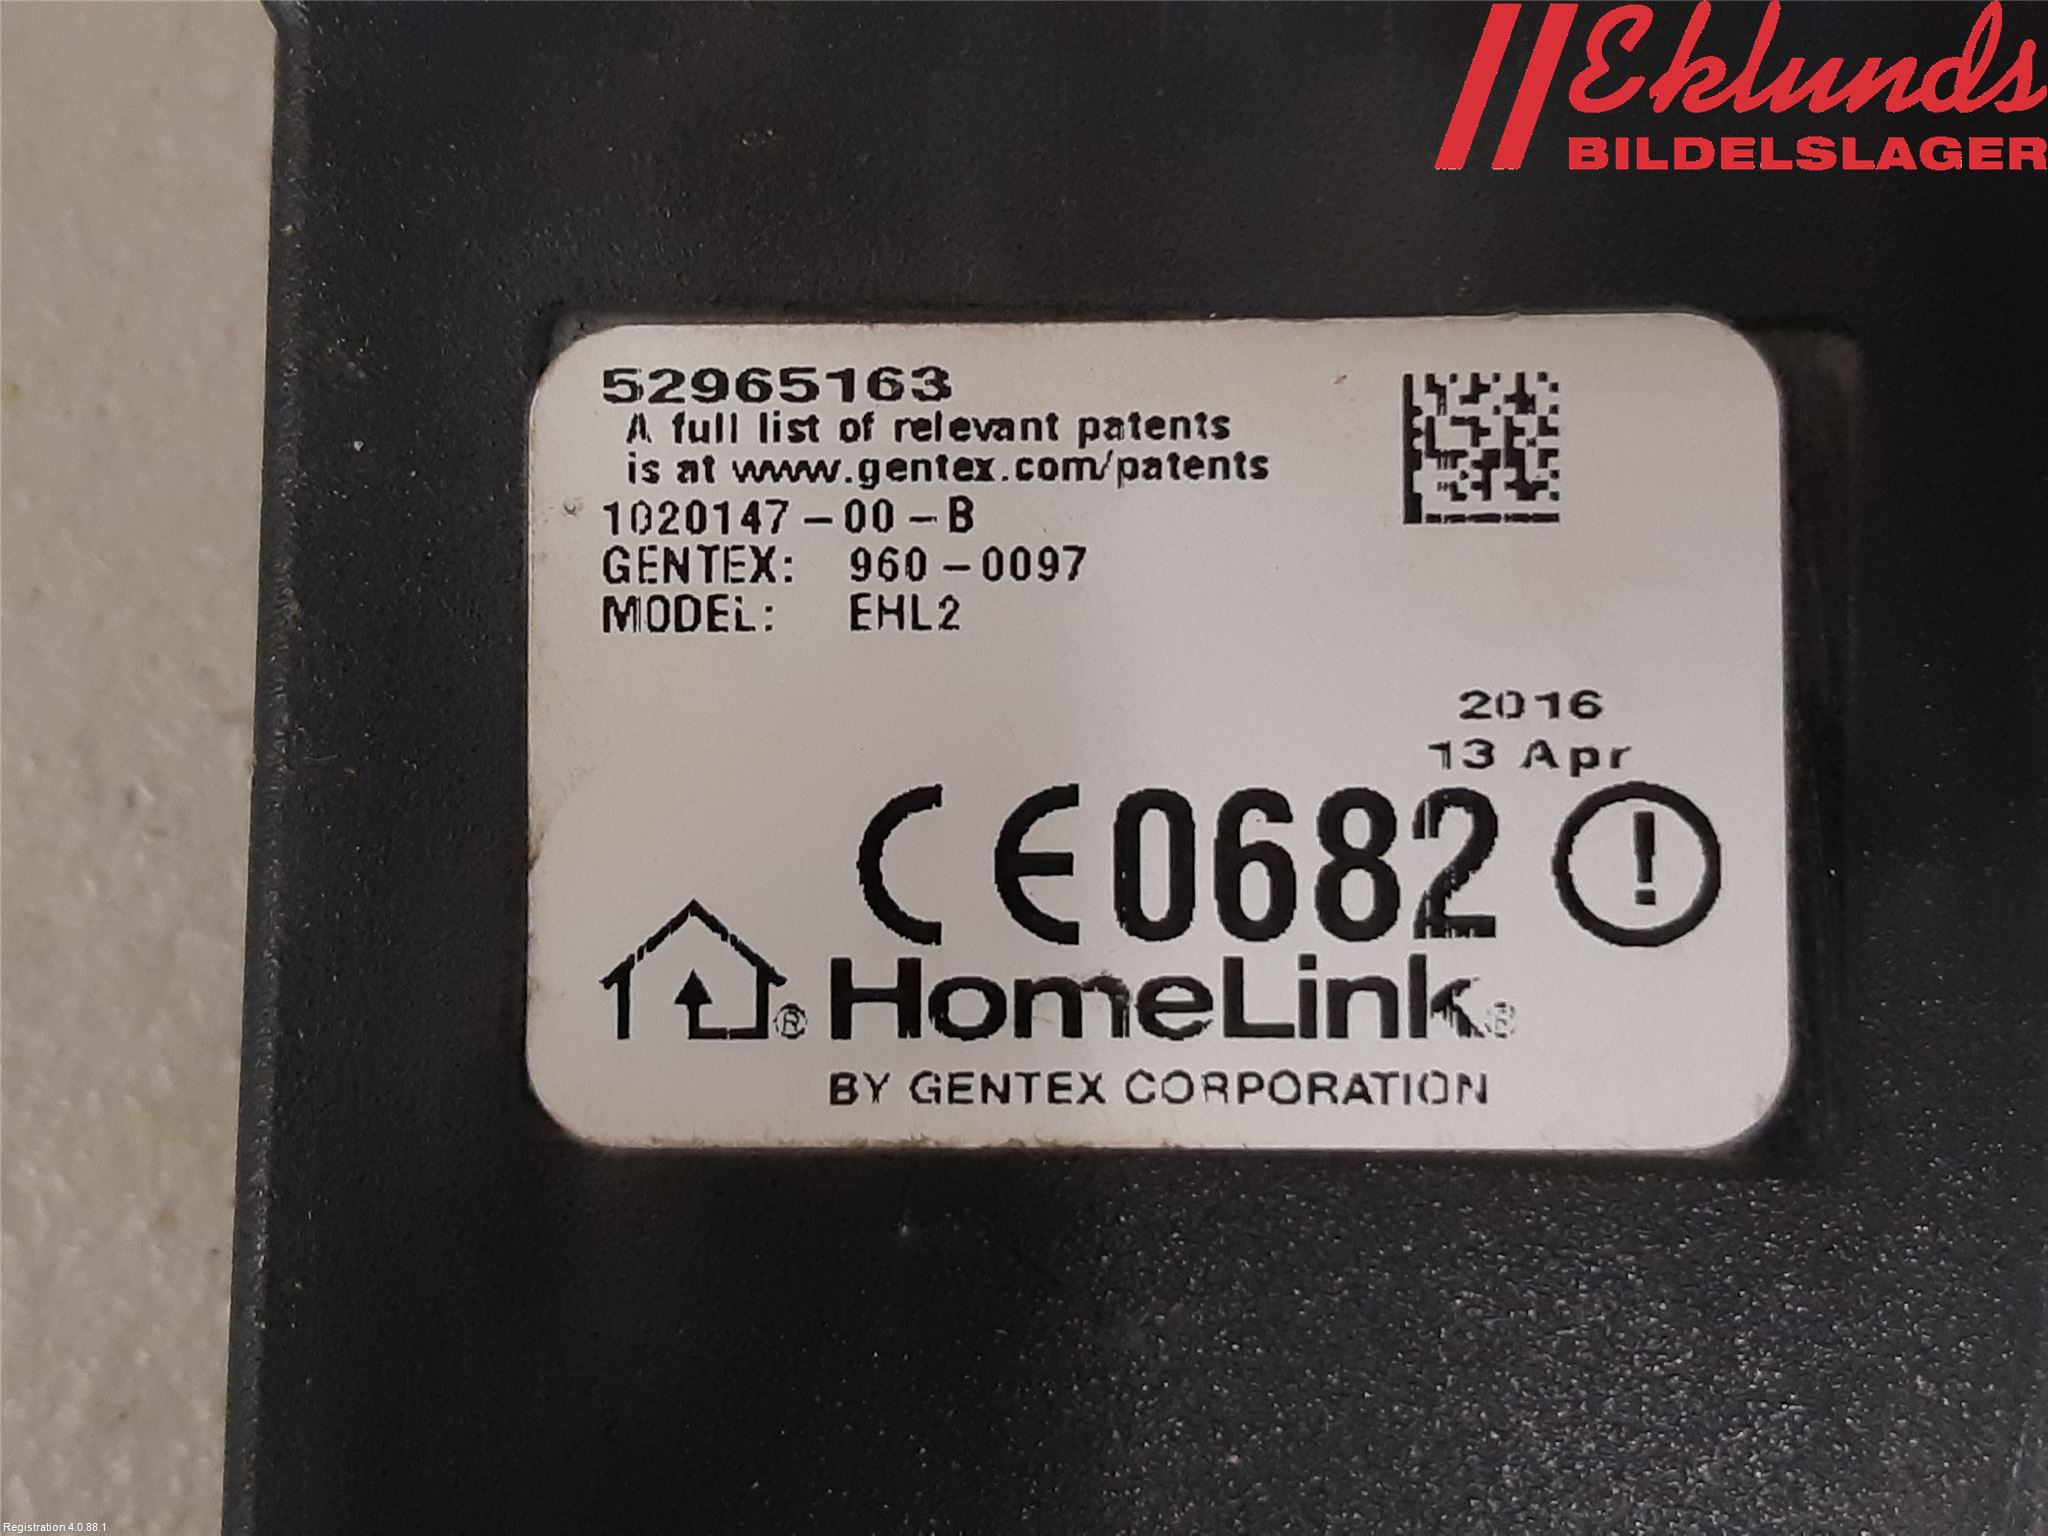 Eklunds
BILDELSLAGER
52965163
A full list of relevant patents
is at www.gentex.com/patents
1020147-00-B
GENTEX: 960-0097
MODEL: EHL2
2016
13 Apr
CE0682
HomeLink®
BY GENTEX CORPORATION
Registration 4.0.88.1